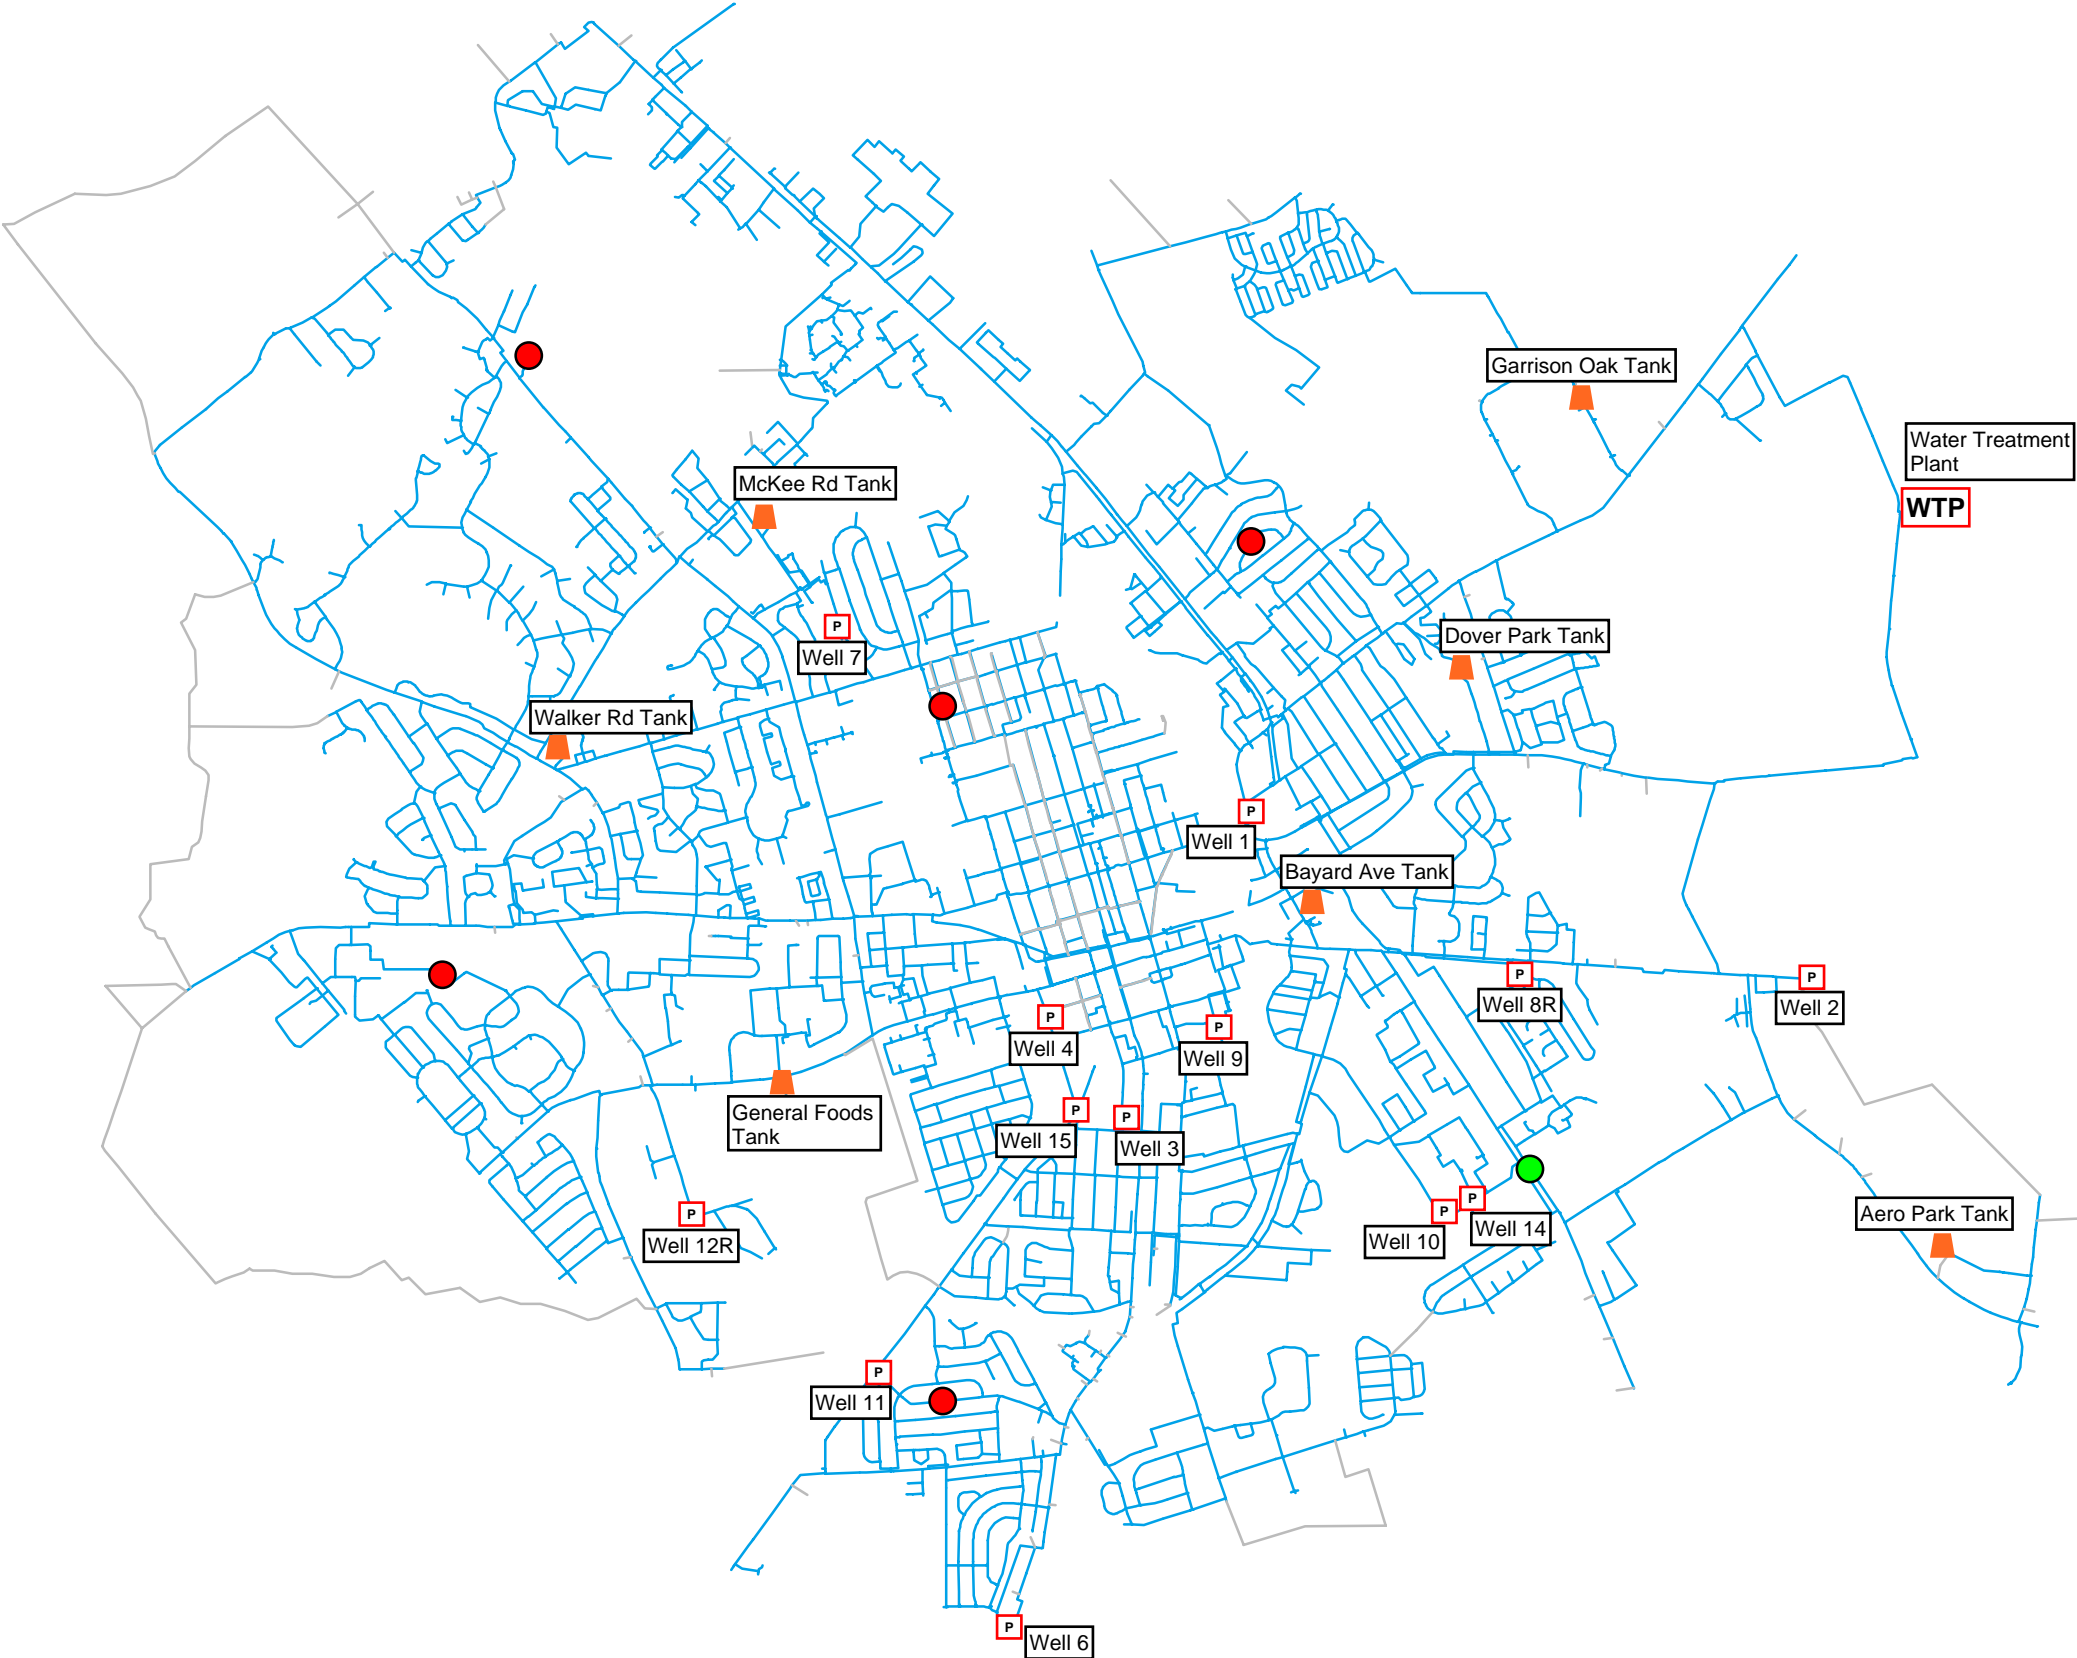 Garrison Oak Tank
Water Treatment
Plant
McKee Rd Tank
WTP
P
Well 7
Dover Park Tank
Walker Rd Tank
P
Well 1
Bayard Ave Tank
P
Well 8R
P
Well 2
P
Well 4
P
Well 9
General Foods
Tank
P
Well 15
P
Well 3
P
Well 12R
P
Well 10
P
Well 14
Aero Park Tank
P
Well 11
P
Well 6